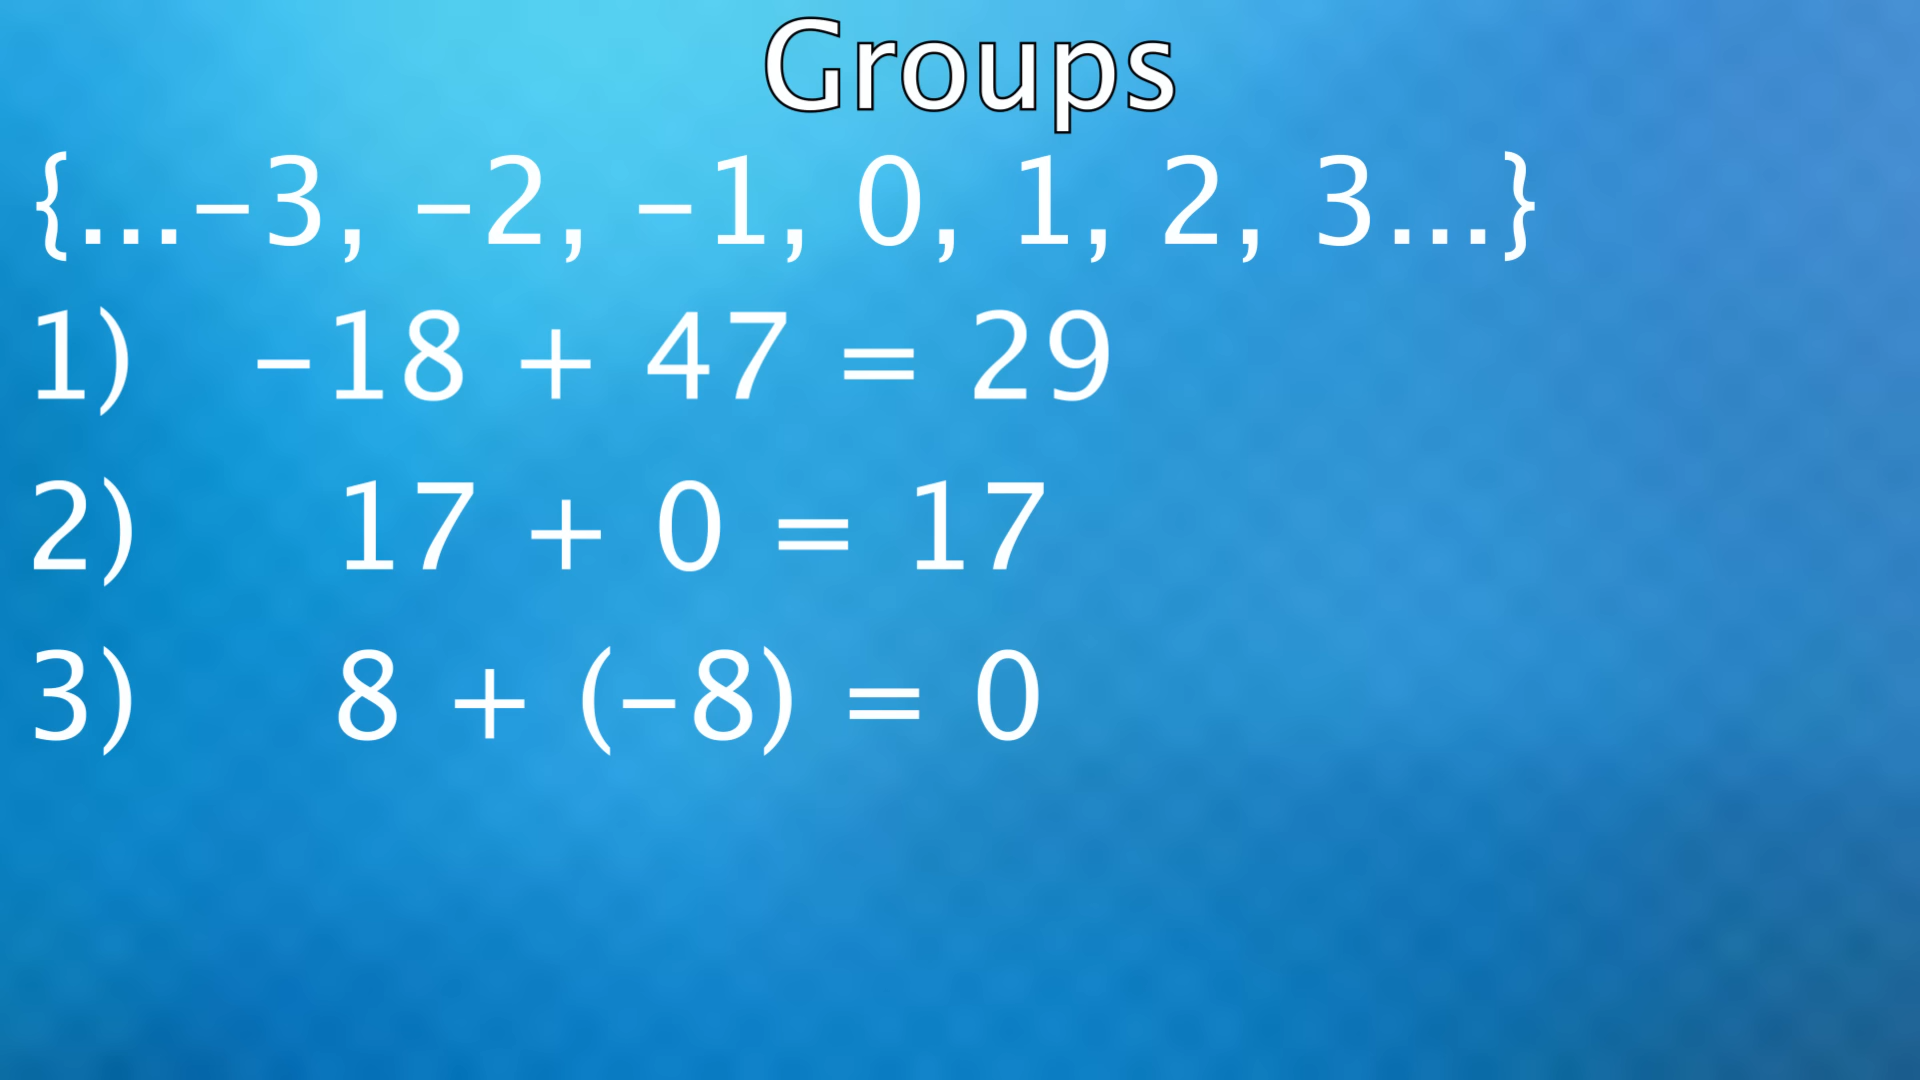 Groups
{...-3, -2, -1, 0, 1, 2, 3...}
1) -18 + 47 = 29
2) 17 + 0 = 17
3) 8 + (-8) = 0